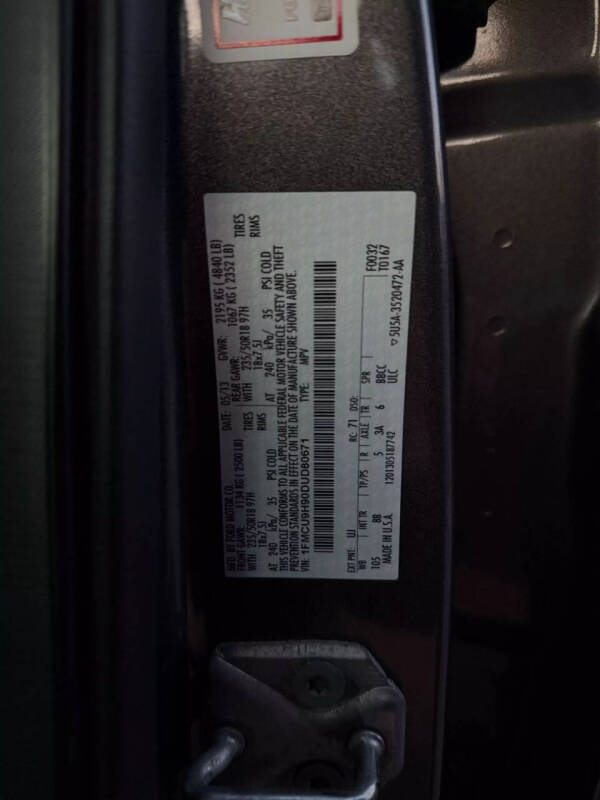 MFD. BY FORD MOTOR CO.
DATE: 05/13 GVWR: 2195 KG ( 4840 LB)
FRONT GAWR: 1134 KG ( 2500 LB) REAR GAWR: 1067 KG ( 2352 LB)
WITH 235/50R18 97H TIRES WITH 235/50R18 97H TIRES
18x7.5J RIMS 18x7.5J RIMS
AT 240 kPa/ 35 PSI COLD AT 240 kPa/ 35 PSI COLD
THIS VEHICLE CONFORMS TO ALL APPLICABLE FEDERAL MOTOR VEHICLE SAFETY AND THEFT
PREVENTION STANDARDS IN EFFECT ON THE DATE OF MANUFACTURE SHOWN ABOVE.
VIN: 1FMCU9H90DUD80671 TYPE: MPV
F0032
T0167
EXT PNT: UJ RC: 71 DSO:
WB INT TR TP/PS R AXLE TR SPR
105 BB 5 3A 6 BBCC
MADE IN U.S.A. 1201305187742 ULC
5U5A-3520472-AA